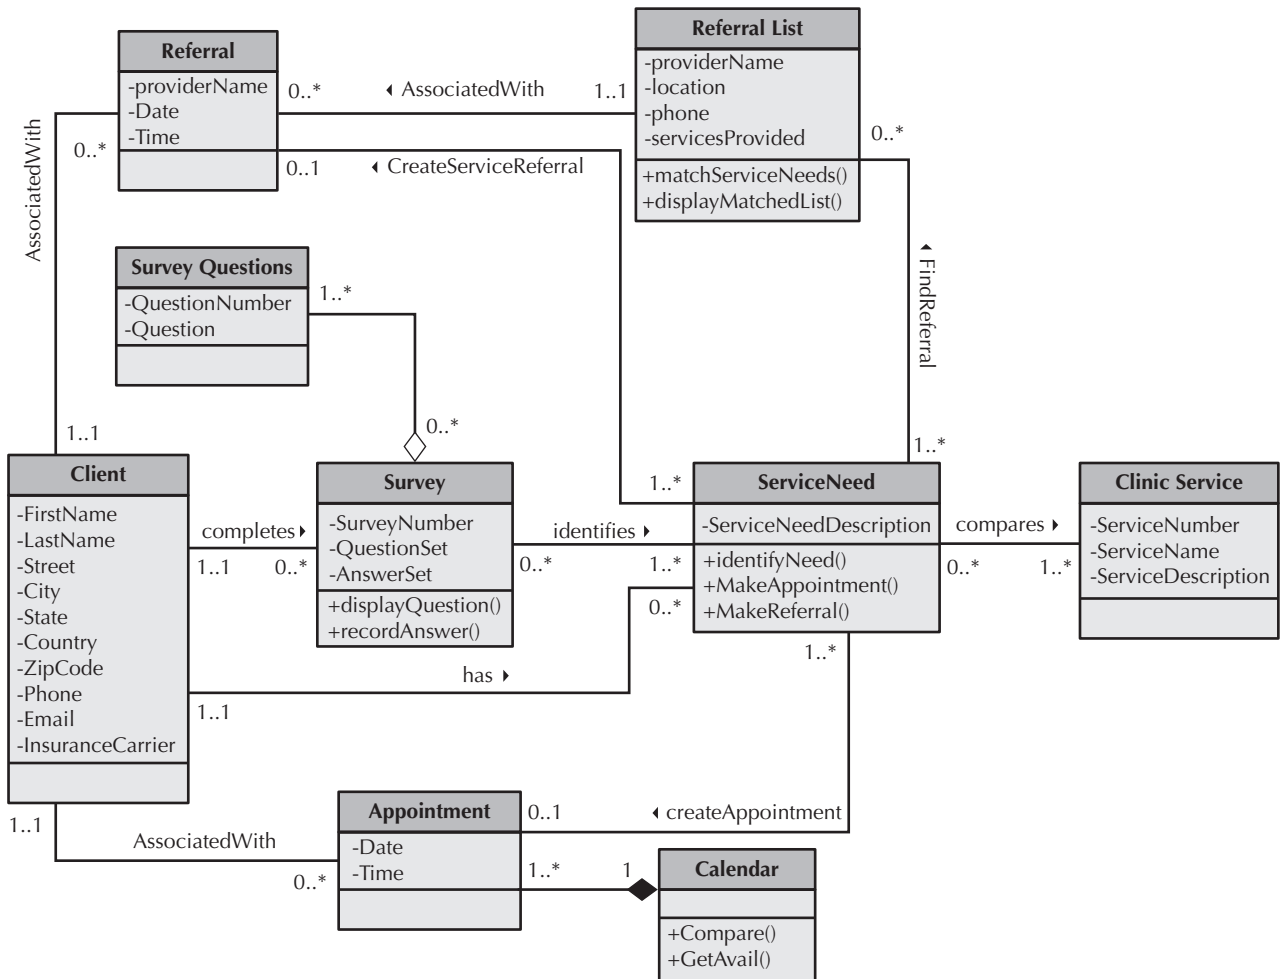 Referral
-providerName
-Date
-Time
Referral List
-providerName
-location
-phone
-servicesProvided
+matchServiceNeeds()
+displayMatchedList()
0..*
◂ AssociatedWith
1..1
0..1
◂ CreateServiceReferral
1..*
0..*
AssociatedWith
1..1
0..*
◂ FindReferral
1..*
Survey Questions
-QuestionNumber
-Question
1..*
0..*
Client
-FirstName
-LastName
-Street
-City
-State
-Country
-ZipCode
-Phone
-Email
-InsuranceCarrier
completes ▸
1..1
0..*
Survey
-SurveyNumber
-QuestionSet
-AnswerSet
+displayQuestion()
+recordAnswer()
identifies ▸
0..*
1..*
ServiceNeed
-ServiceNeedDescription
+identifyNeed()
+MakeAppointment()
+MakeReferral()
compares ▸
0..*
1..*
Clinic Service
-ServiceNumber
-ServiceName
-ServiceDescription
0..*
has ▸
1..1
1..*
◂ createAppointment
0..1
1..1
AssociatedWith
0..*
Appointment
-Date
-Time
1..*
1
Calendar
+Compare()
+GetAvail()